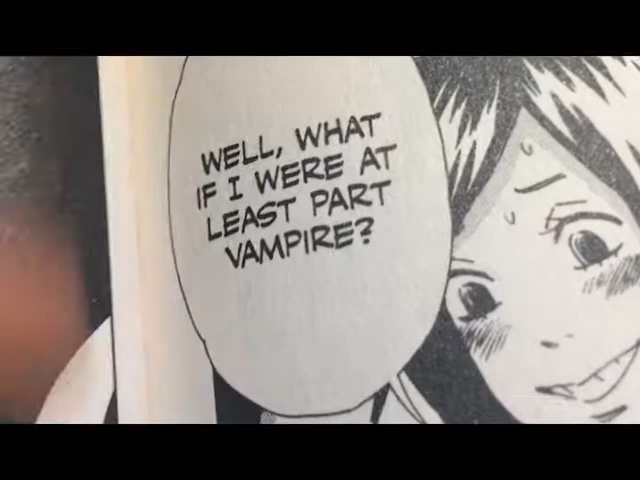 WELL, WHAT
IF I WERE AT
LEAST PART
VAMPIRE?